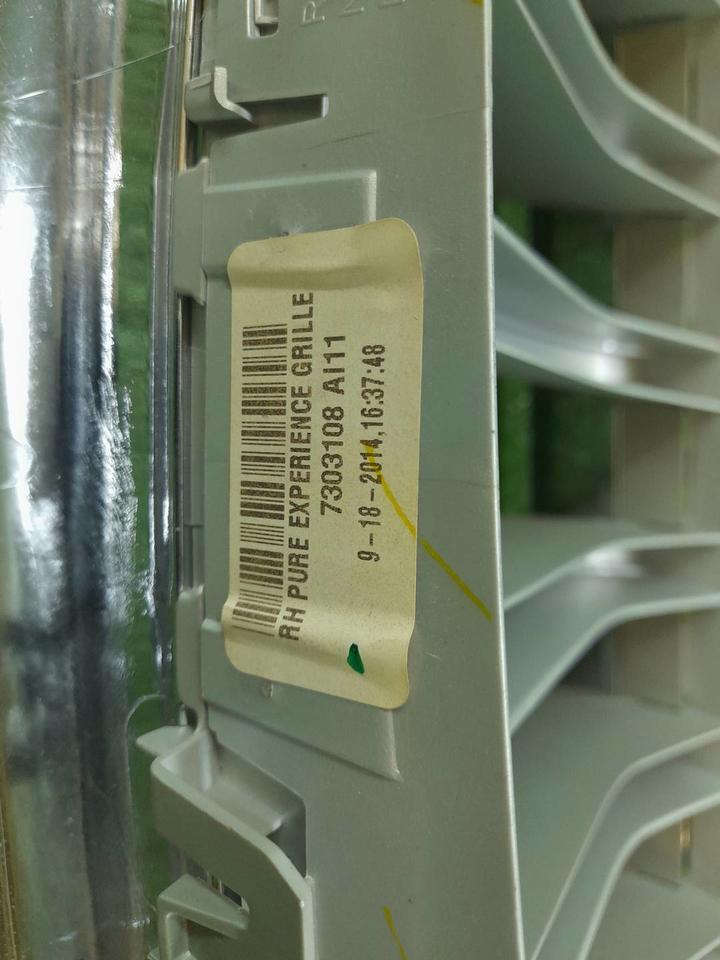 RH PURE EXPERIENCE GRILLE
7303108 AI11
9-18-2014,16:37:48